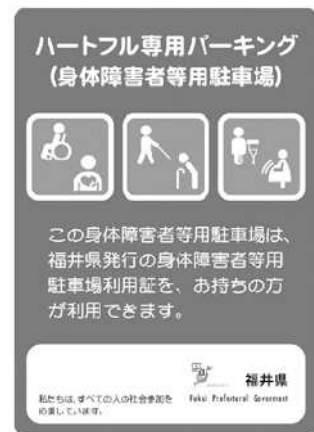 ハートフル専用パーキング
(身体障害者等用駐車場)
この身体障害者等用駐車場は、
福井県発行の身体障害者等用
駐車場利用証を、お持ちの方
が利用できます。
私たちは、すべての人の社会参加を
応援しています。
福井県
Fukui Prefectural Goverment